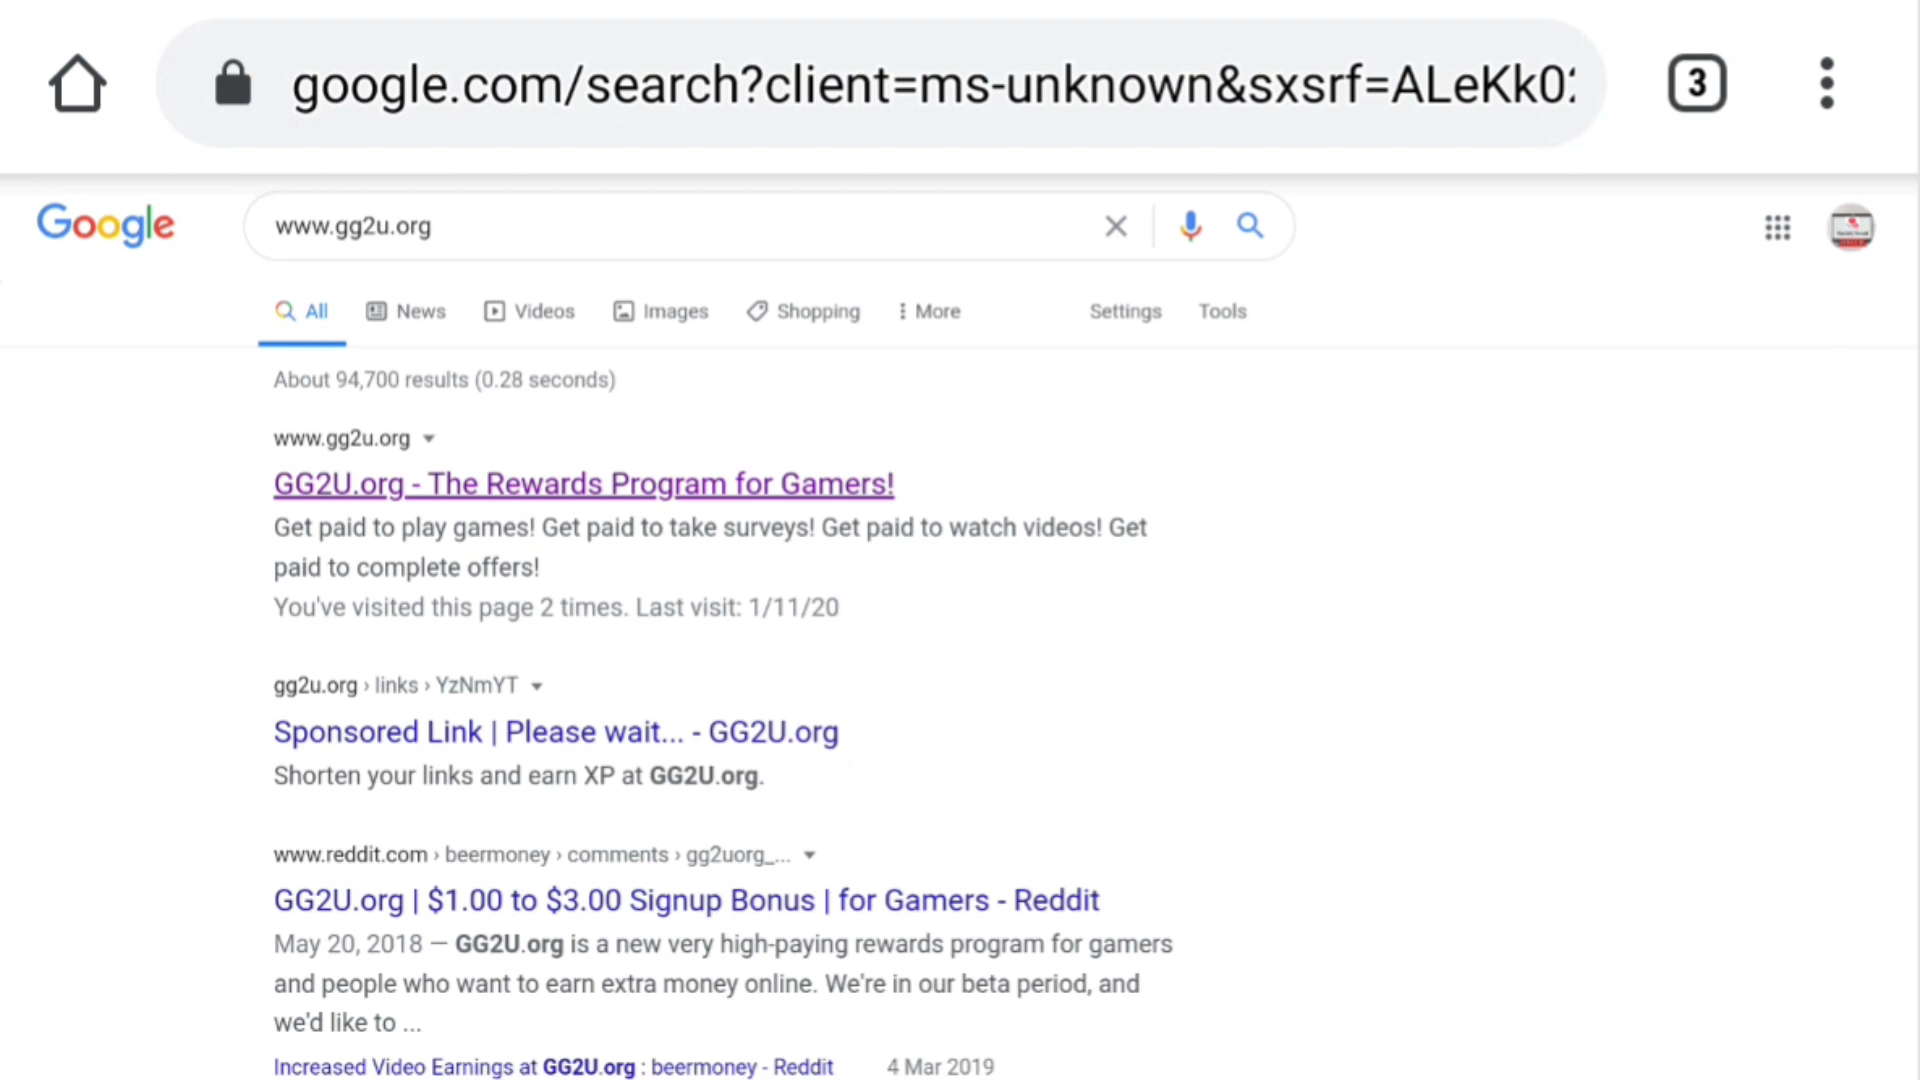 google.com/search?client=ms-unknown&sxsrf=ALeKk0
3
Google
www.gg2u.org
All News Videos Images Shopping More Settings Tools
About 94,700 results (0.28 seconds)
www.gg2u.org
GG2U.org - The Rewards Program for Gamers!
Get paid to play games! Get paid to take surveys! Get paid to watch videos! Get
paid to complete offers!
You've visited this page 2 times. Last visit: 1/11/20
gg2u.org › links › YzNmYT
Sponsored Link | Please wait... - GG2U.org
Shorten your links and earn XP at GG2U.org.
www.reddit.com › beermoney › comments › gg2uorg_...
GG2U.org | $1.00 to $3.00 Signup Bonus | for Gamers - Reddit
May 20, 2018 — GG2U.org is a new very high-paying rewards program for gamers
and people who want to earn extra money online. We're in our beta period, and
we'd like to ...
Increased Video Earnings at GG2U.org : beermoney - Reddit 4 Mar 2019